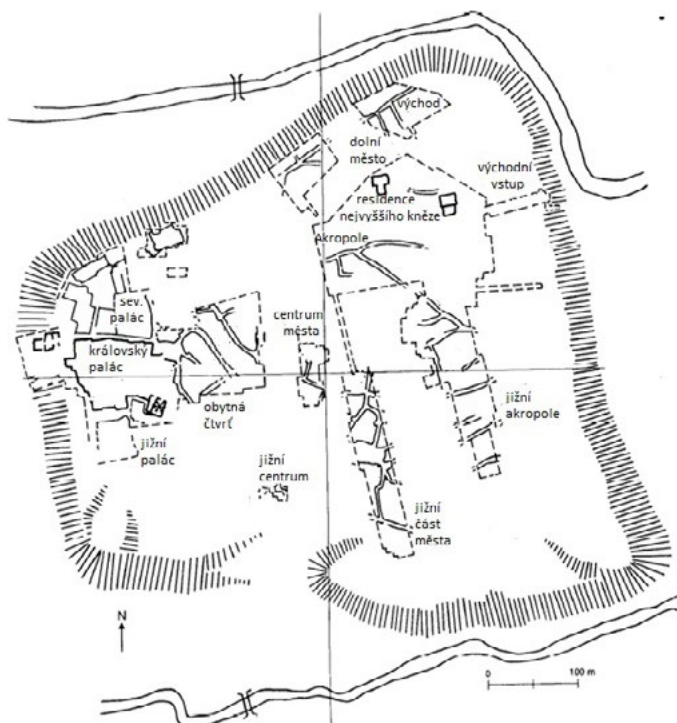 východ
dolní
město
východní
vstup
residence
nejvyššího kněze
Akropole
sev.
palác
centrum
města
královský
palác
obytná
čtvrť
jižní
akropole
jižní
palác
jižní
centrum
jižní
část
města
N
0 100 m